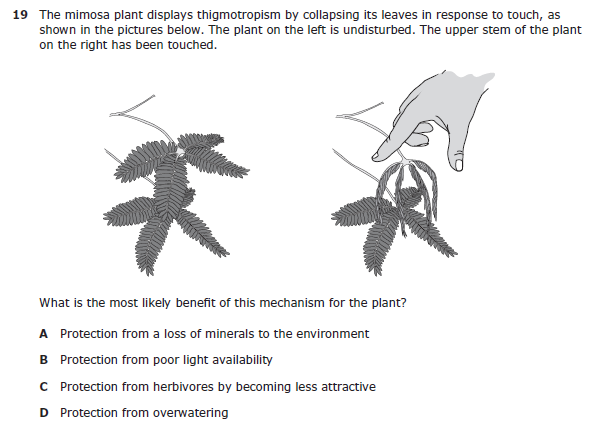 19 The mimosa plant displays thigmotropism by collapsing its leaves in response to touch, as
shown in the pictures below. The plant on the left is undisturbed. The upper stem of the plant
on the right has been touched.
What is the most likely benefit of this mechanism for the plant?
A Protection from a loss of minerals to the environment
B Protection from poor light availability
C Protection from herbivores by becoming less attractive
D Protection from overwatering